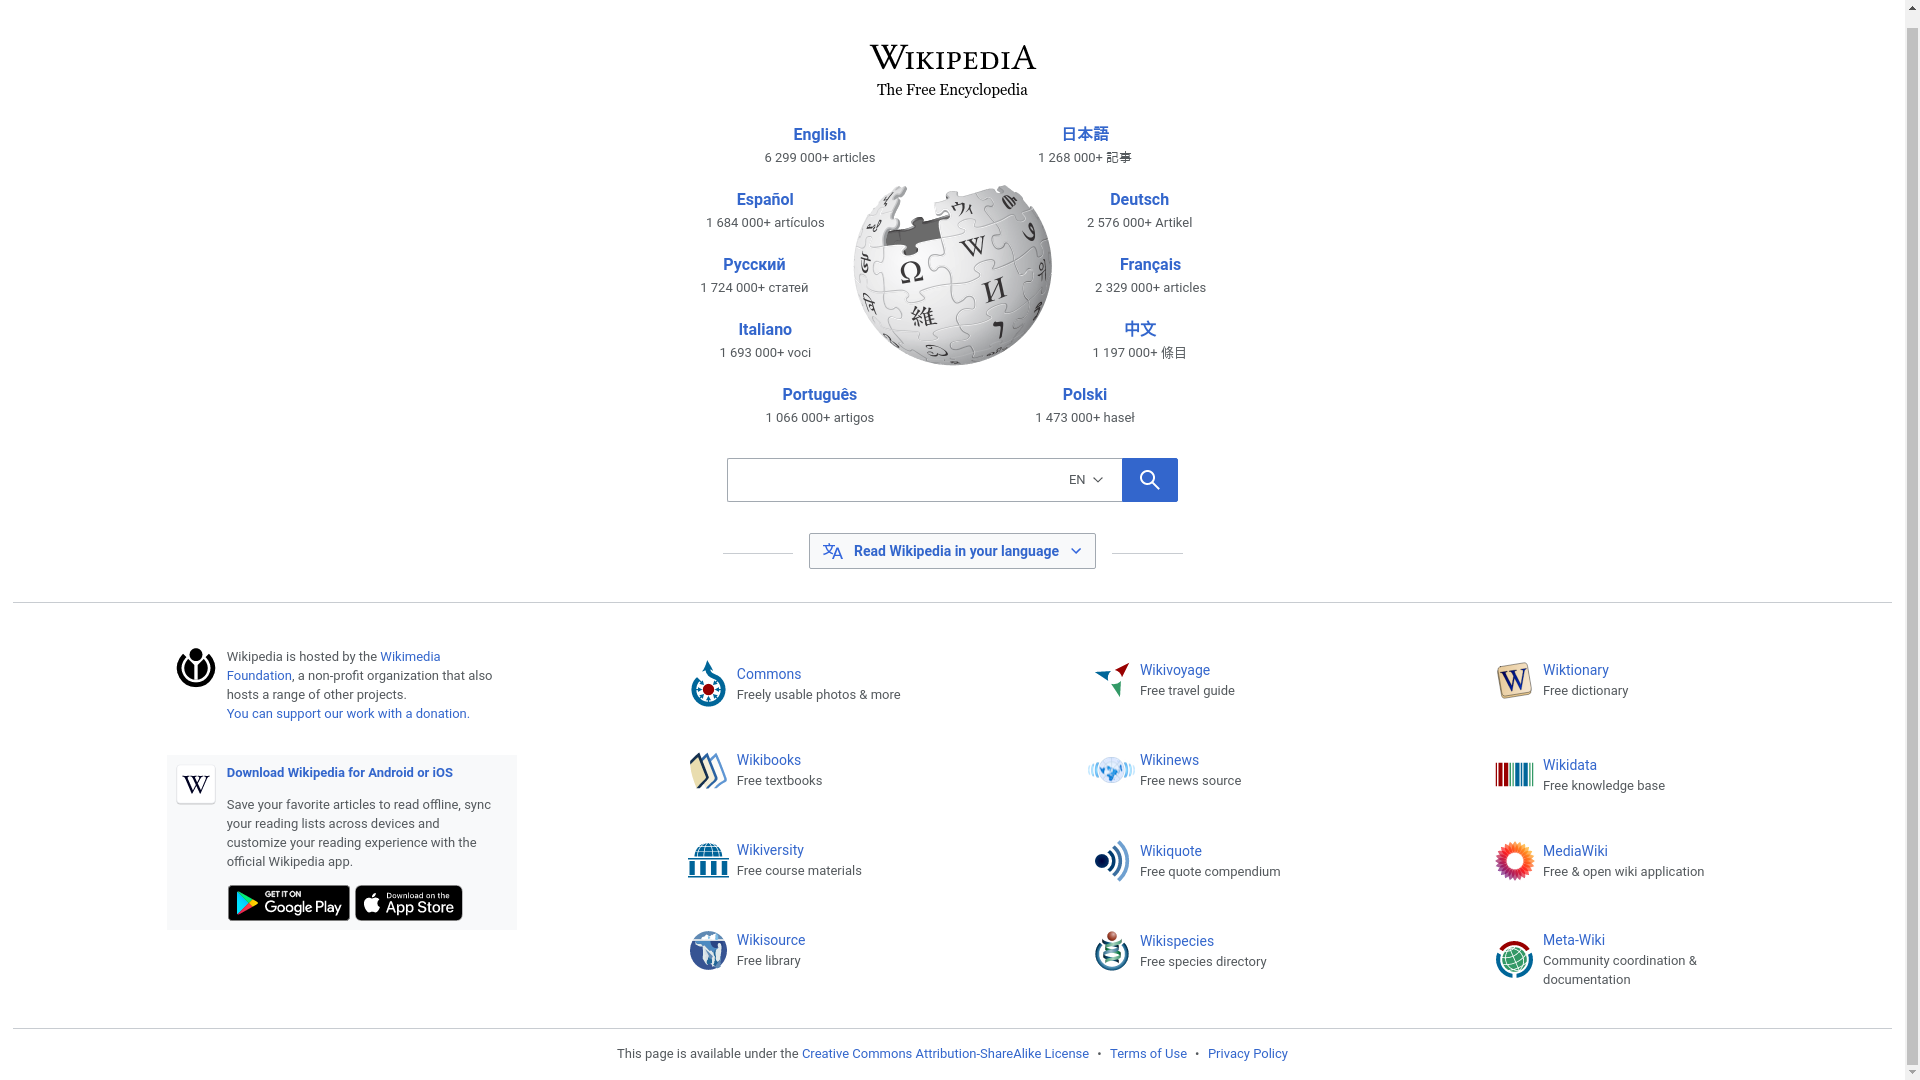 WIKIPEDIA
The Free Encyclopedia
English
6 299 000+ articles
日本語
1 268 000+ 記事
Español
1 684 000+ artículos
Deutsch
2 576 000+ Artikel
Русский
1 724 000+ статей
Français
2 329 000+ articles
Italiano
1 693 000+ voci
中文
1 197 000+ 條目
Português
1 066 000+ artigos
Polski
1 473 000+ haseł
Ω
W
И
維
ウィ
EN
Read Wikipedia in your language
Wikipedia is hosted by the Wikimedia
Foundation, a non-profit organization that also
hosts a range of other projects.
You can support our work with a donation.
W
Download Wikipedia for Android or iOS
Save your favorite articles to read offline, sync
your reading lists across devices and
customize your reading experience with the
official Wikipedia app.
GET IT ON
Google Play
Download on the
App Store
Commons
Freely usable photos & more
Wikivoyage
Free travel guide
W
Wiktionary
Free dictionary
Wikibooks
Free textbooks
Wikinews
Free news source
Wikidata
Free knowledge base
Wikiversity
Free course materials
Wikiquote
Free quote compendium
MediaWiki
Free & open wiki application
Wikisource
Free library
Wikispecies
Free species directory
Meta-Wiki
Community coordination &
documentation
This page is available under the Creative Commons Attribution-ShareAlike License • Terms of Use • Privacy Policy